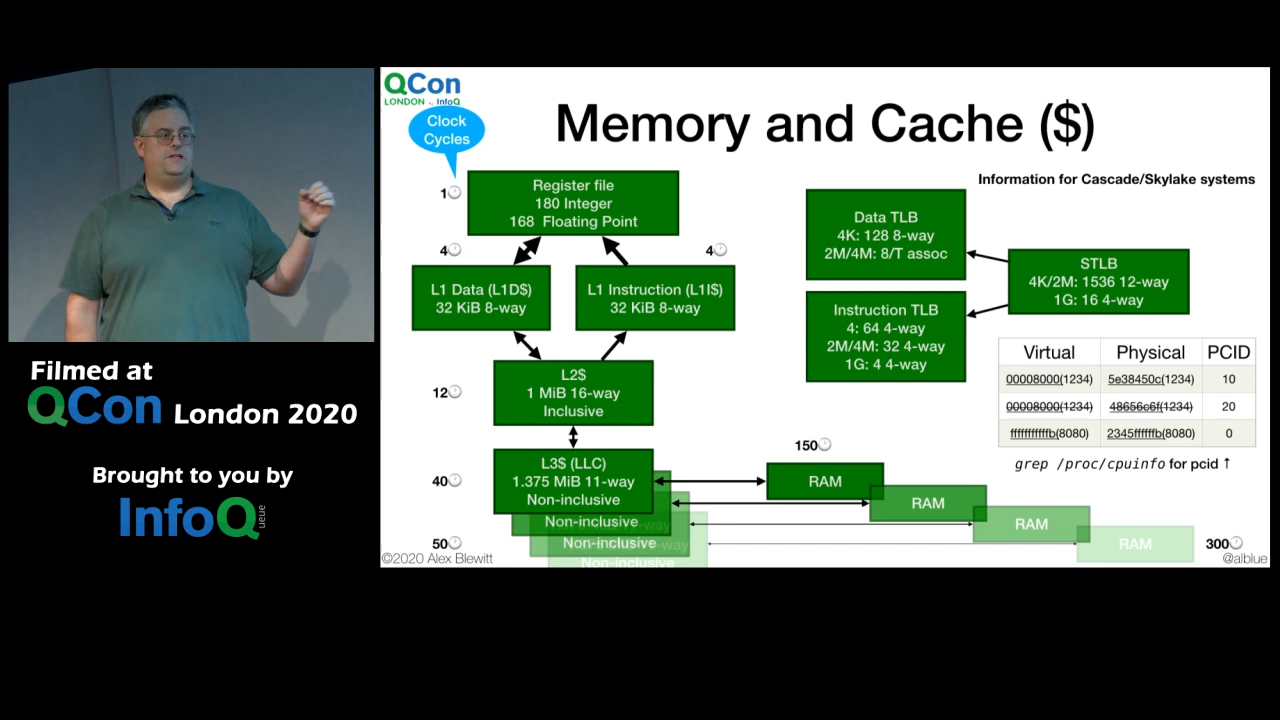 QCon
LONDON by InfoQ
Memory and Cache ($)
Clock
Cycles
Information for Cascade/Skylake systems
1
Register file
180 Integer
168 Floating Point
4
4
L1 Data (L1D$)
32 KiB 8-way
L1 Instruction (L1I$)
32 KiB 8-way
12
L2$
1 MiB 16-way
Inclusive
40
L3$ (LLC)
1.375 MiB 11-way
Non-inclusive
Non-inclusive
Non-inclusive
Non-inclusive
50
150
RAM
RAM
RAM
RAM
300
Data TLB
4K: 128 8-way
2M/4M: 8/T assoc
Instruction TLB
4: 64 4-way
2M/4M: 32 4-way
1G: 4 4-way
STLB
4K/2M: 1536 12-way
1G: 16 4-way
Virtual Physical PCID
00008000(1234) 5e38450c(1234) 10
00008000(1234) 48656c6f(1234) 20
fffffffffffb(8080) 2345ffffffb(8080) 0
grep /proc/cpuinfo for pcid ↑
©2020 Alex Blewitt
@alblue
Filmed at
QCon London 2020
Brought to you by
InfoQ
ueue